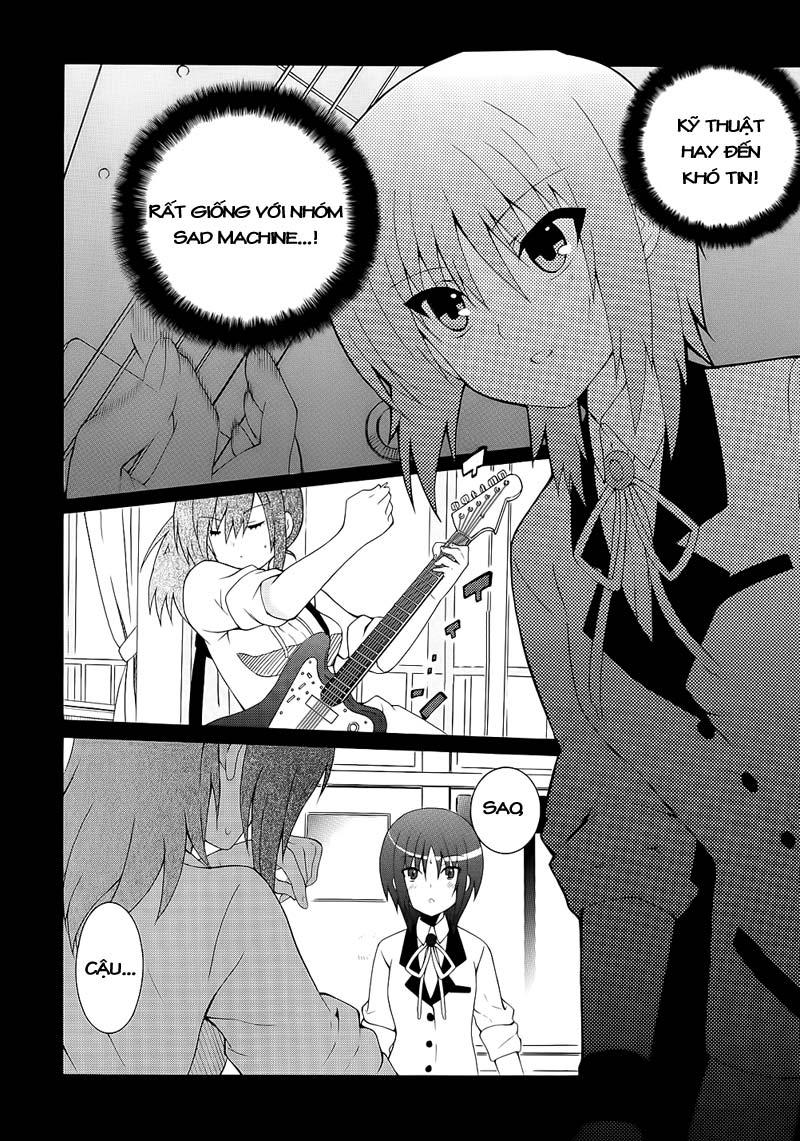 KỸ THUẬT
HAY ĐẾN
KHÓ TIN!
RẤT GIỐNG VỚI NHÓM
SAD MACHINE...!
SAO,
CẬU...